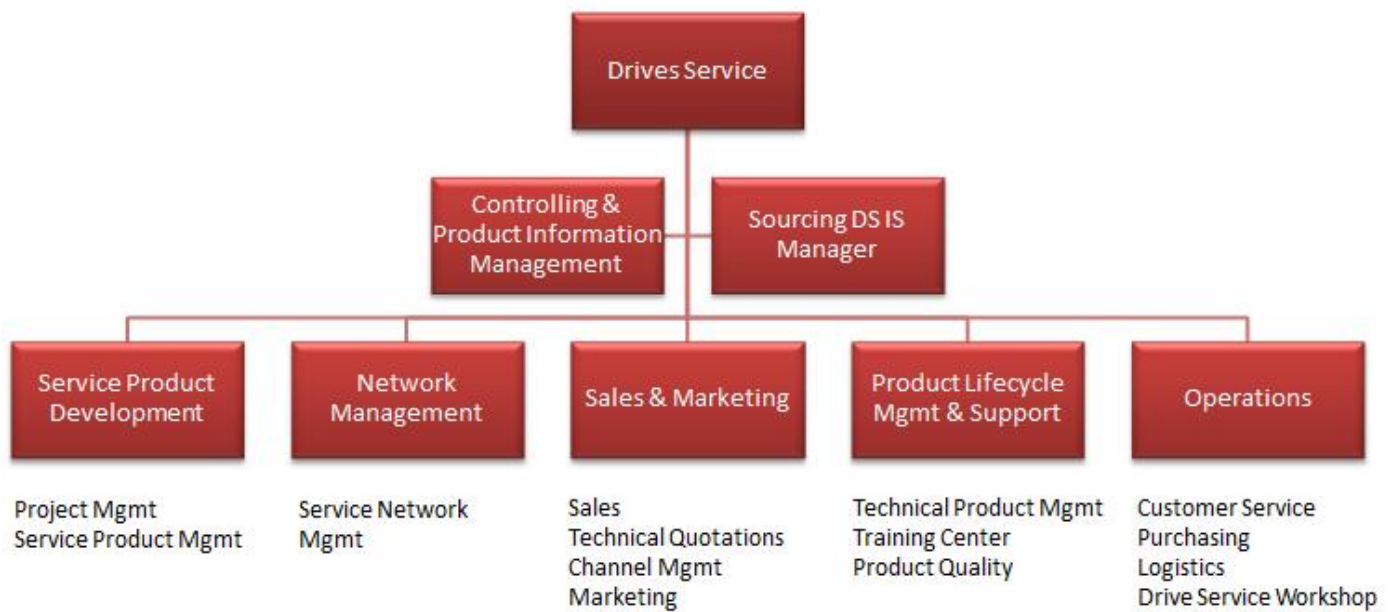 Drives Service
Controlling &
Product Information
Management
Sourcing DS IS
Manager
Service Product
Development
Network
Management
Sales & Marketing
Product Lifecycle
Mgmt & Support
Operations
Project Mgmt
Service Product Mgmt
Service Network
Mgmt
Sales
Technical Quotations
Channel Mgmt
Marketing
Technical Product Mgmt
Training Center
Product Quality
Customer Service
Purchasing
Logistics
Drive Service Workshop